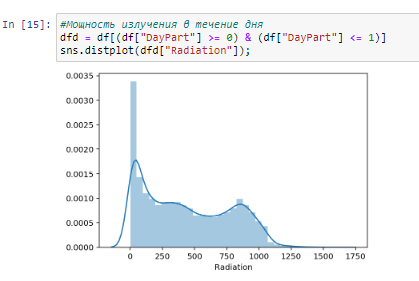 In [15]:
#Мощность излучения в течение дня
dfd = df[(df["DayPart"] >= 0) & (df["DayPart"] <= 1)]
sns.distplot(dfd["Radiation"]);
0.0035
0.0030
0.0025
0.0020
0.0015
0.0010
0.0005
0.0000
0 250 500 750 1000 1250 1500 1750
Radiation